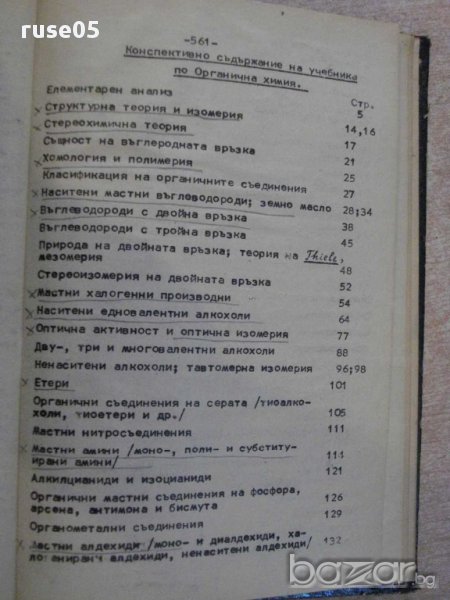 ruse05
-561-
Конспективно съдържание на учебника
по Органична химия.
Стр.
Елементарен анализ 5
Структурна теория и изомерия
Стереохимична теория 14,16
Същност на въглеродната връзка 17
Хомология и полимерия 21
Класификация на органичните съединения 25
Наситени мастни въглеводороди; земно масло 27
Въглеводороди с двойна връзка 28;34
Въглеводороди с тройна връзка 38
Природа на двойната връзка; теория на Thiele, 45
мезомерия 48
Стереоизомерия на двойната връзка 52
Мастни халогенни производни 54
Наситени едновалентни алкохоли 64
Оптична активност и оптична изомерия 77
Дву-, три и многовалентни алкохоли 88
Ненаситени алкохоли; тавтомерна изомерия 96;98
Етери 101
Органични съединения на серата /тиоалко-
холи, тиоетери и др./ 105
Мастни нитросъединения 111
Мастни амини /моно-, поли- и субститу-
ирани амини/ 114
Алкилцианиди и изоцианиди 121
Органични мастни съединения на фосфора,
арсена, антимона и бисмута 126
Органометални съединения 129
Мастни алдехиди /моно- и диалдехиди, ха-
логенирани алдехиди, ненаситени алдехиди/ 132
bazar.bg